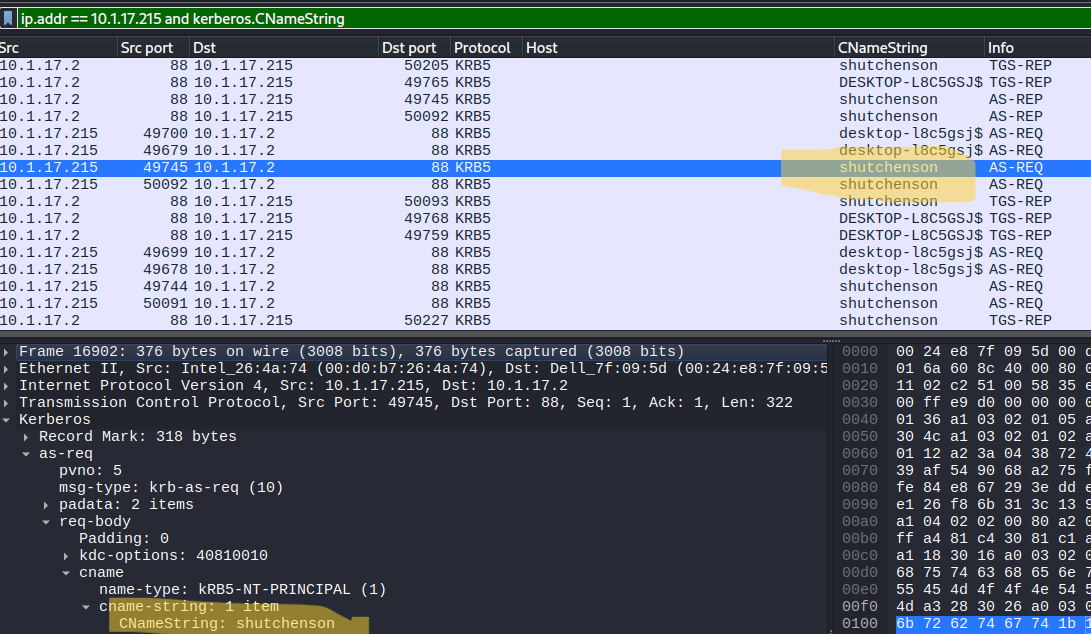 ip.addr == 10.1.17.215 and kerberos.CNameString
Src Src port Dst Dst port Protocol Host CNameString Info
10.1.17.2 88 10.1.17.215 50205 KRB5 shutchenson TGS-REP
10.1.17.2 88 10.1.17.215 49765 KRB5 DESKTOP-L8C5GSJ$ TGS-REP
10.1.17.2 88 10.1.17.215 49745 KRB5 shutchenson AS-REP
10.1.17.2 88 10.1.17.215 50092 KRB5 shutchenson AS-REP
10.1.17.215 49700 10.1.17.2 88 KRB5 desktop-l8c5gsj$ AS-REQ
10.1.17.215 49679 10.1.17.2 88 KRB5 desktop-l8c5gsj$ AS-REQ
10.1.17.215 49745 10.1.17.2 88 KRB5 shutchenson AS-REQ
10.1.17.215 50092 10.1.17.2 88 KRB5 shutchenson AS-REQ
10.1.17.2 88 10.1.17.215 50093 KRB5 shutchenson TGS-REP
10.1.17.2 88 10.1.17.215 49768 KRB5 DESKTOP-L8C5GSJ$ TGS-REP
10.1.17.2 88 10.1.17.215 49759 KRB5 DESKTOP-L8C5GSJ$ TGS-REP
10.1.17.215 49699 10.1.17.2 88 KRB5 desktop-l8c5gsj$ AS-REQ
10.1.17.215 49678 10.1.17.2 88 KRB5 desktop-l8c5gsj$ AS-REQ
10.1.17.215 49744 10.1.17.2 88 KRB5 shutchenson AS-REQ
10.1.17.215 50091 10.1.17.2 88 KRB5 shutchenson AS-REQ
10.1.17.2 88 10.1.17.215 50227 KRB5 shutchenson TGS-REP
Frame 16902: 376 bytes on wire (3008 bits), 376 bytes captured (3008 bits)
Ethernet II, Src: Intel_26:4a:74 (00:d0:b7:26:4a:74), Dst: Dell_7f:09:5d (00:24:e8:7f:09:5
Internet Protocol Version 4, Src: 10.1.17.215, Dst: 10.1.17.2
Transmission Control Protocol, Src Port: 49745, Dst Port: 88, Seq: 1, Ack: 1, Len: 322
Kerberos
Record Mark: 318 bytes
as-req
pvno: 5
msg-type: krb-as-req (10)
padata: 2 items
req-body
Padding: 0
kdc-options: 40810010
cname
name-type: kRB5-NT-PRINCIPAL (1)
cname-string: 1 item
CNameString: shutchenson
0000 00 24 e8 7f 09 5d 00
0010 01 6a 60 8c 40 00 80
0020 11 02 c2 51 00 58 35
0030 00 ff e9 d0 00 00 00
0040 01 36 a1 03 02 01 05
0050 30 4c a1 03 02 01 02
0060 01 12 a2 3a 04 38 72
0070 39 af 54 90 68 a2 75
0080 fe 84 e8 67 29 3e dd
0090 e1 26 f8 6b 31 3c 13
00a0 a1 04 02 02 00 80 a2
00b0 ff a4 81 c4 30 81 c1
00c0 a1 18 30 16 a0 03 02
00d0 68 75 74 63 68 65 6e
00e0 55 45 4d 4f 4f 4e 54
00f0 4d a3 28 30 26 a0 03
0100 6b 72 62 74 67 74 1b